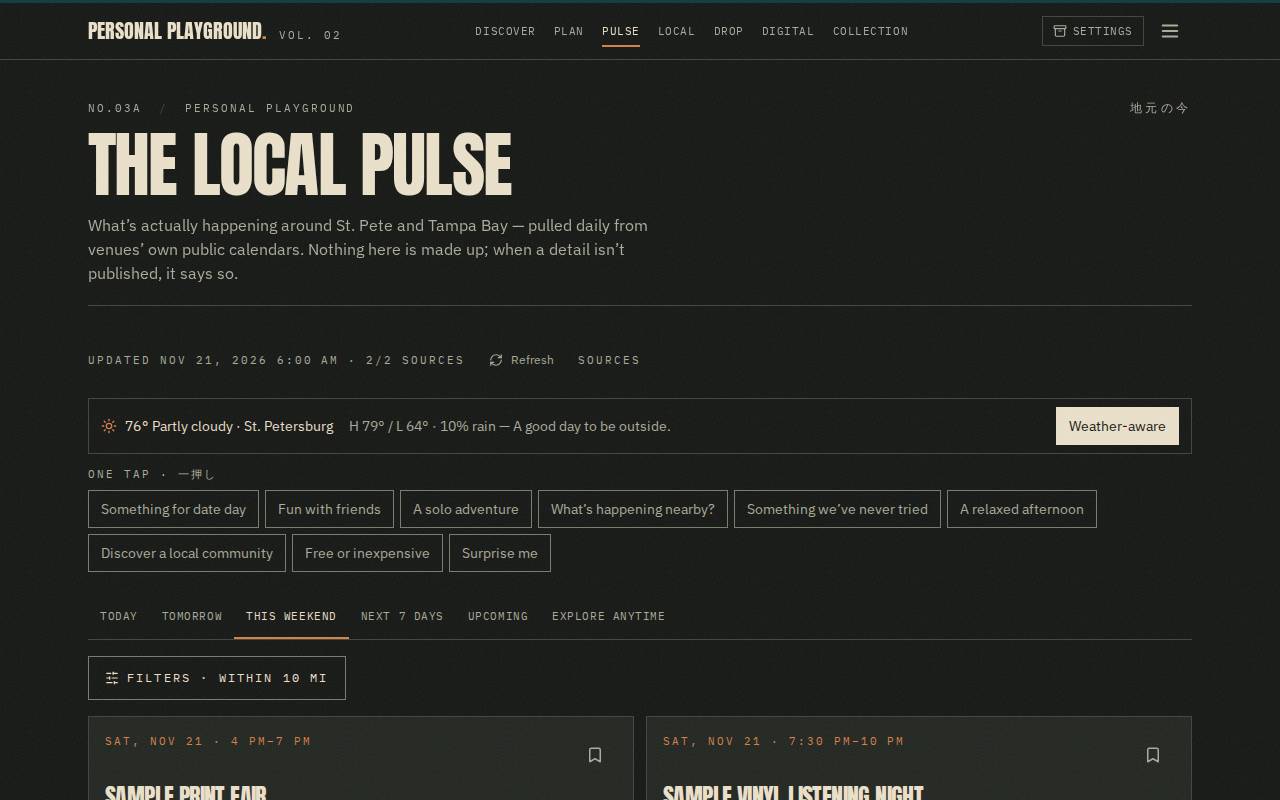 PERSONAL PLAYGROUND. VOL. 02
DISCOVER PLAN PULSE LOCAL DROP DIGITAL COLLECTION
SETTINGS
NO.03A / PERSONAL PLAYGROUND
地元の今
THE LOCAL PULSE
What’s actually happening around St. Pete and Tampa Bay — pulled daily from
venues’ own public calendars. Nothing here is made up; when a detail isn’t
published, it says so.
UPDATED NOV 21, 2026 6:00 AM · 2/2 SOURCES Refresh SOURCES
76° Partly cloudy · St. Petersburg H 79° / L 64° · 10% rain — A good day to be outside. Weather-aware
ONE TAP · 一押し
Something for date day Fun with friends A solo adventure What’s happening nearby? Something we’ve never tried A relaxed afternoon
Discover a local community Free or inexpensive Surprise me
TODAY TOMORROW THIS WEEKEND NEXT 7 DAYS UPCOMING EXPLORE ANYTIME
FILTERS · WITHIN 10 MI
SAT, NOV 21 · 4 PM–7 PM
SAMPLE PRINT FAIR
SAT, NOV 21 · 7:30 PM–10 PM
SAMPLE VINYL LISTENING NIGHT